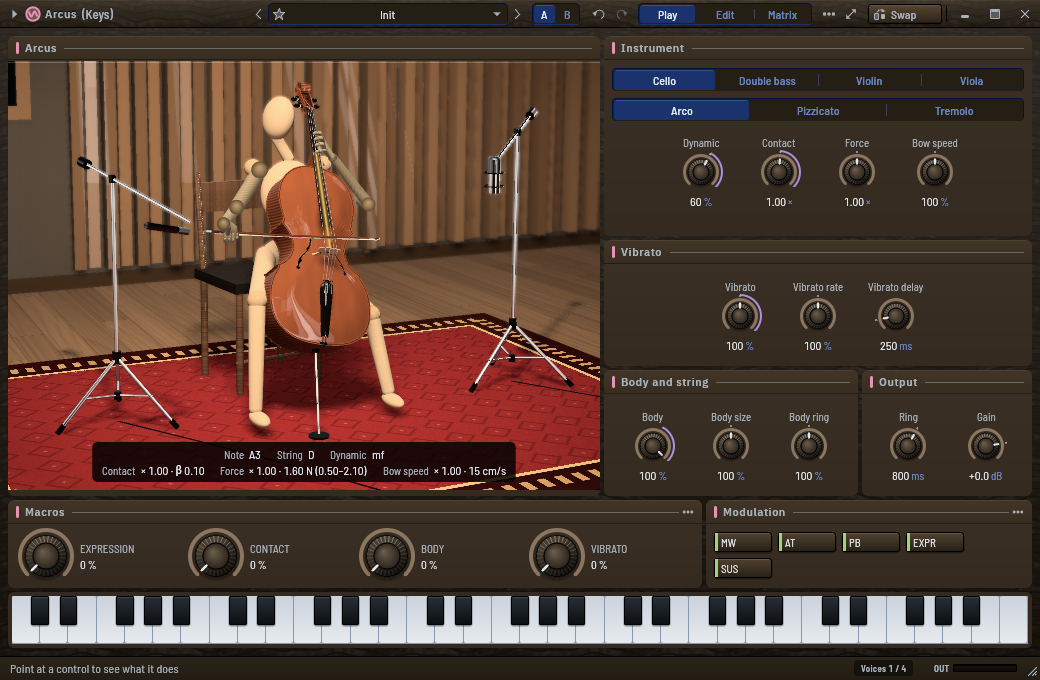 Arcus (Keys)
Init
A B
Play Edit Matrix
Swap
Arcus
Note A3 String D Dynamic mf
Contact × 1.00 · β 0.10 Force × 1.00 · 1.60 N (0.50–2.10) Bow speed × 1.00 · 15 cm/s
Instrument
Cello Double bass Violin Viola
Arco Pizzicato Tremolo
Dynamic Contact Force Bow speed
60 % 1.00 × 1.00 × 100 %
Vibrato
Vibrato Vibrato rate Vibrato delay
100 % 100 % 250 ms
Body and string
Body Body size Body ring
100 % 100 % 100 %
Output
Ring Gain
800 ms +0.0 dB
Macros
EXPRESSION
0 %
CONTACT
0 %
BODY
0 %
VIBRATO
0 %
Modulation
MW AT PB EXPR
SUS
Point at a control to see what it does
Voices 1 / 4
OUT